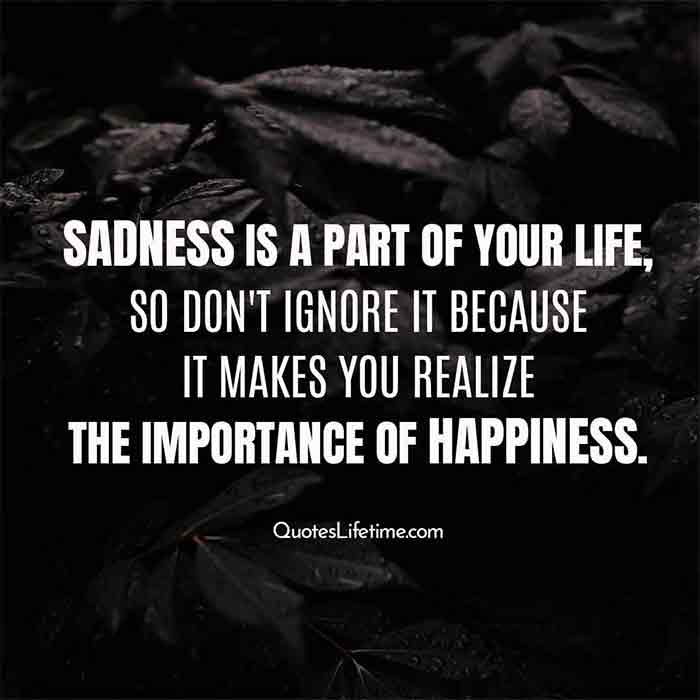 SADNESS IS A PART OF YOUR LIFE,
SO DON'T IGNORE IT BECAUSE
IT MAKES YOU REALIZE
THE IMPORTANCE OF HAPPINESS.
QuotesLifetime.com